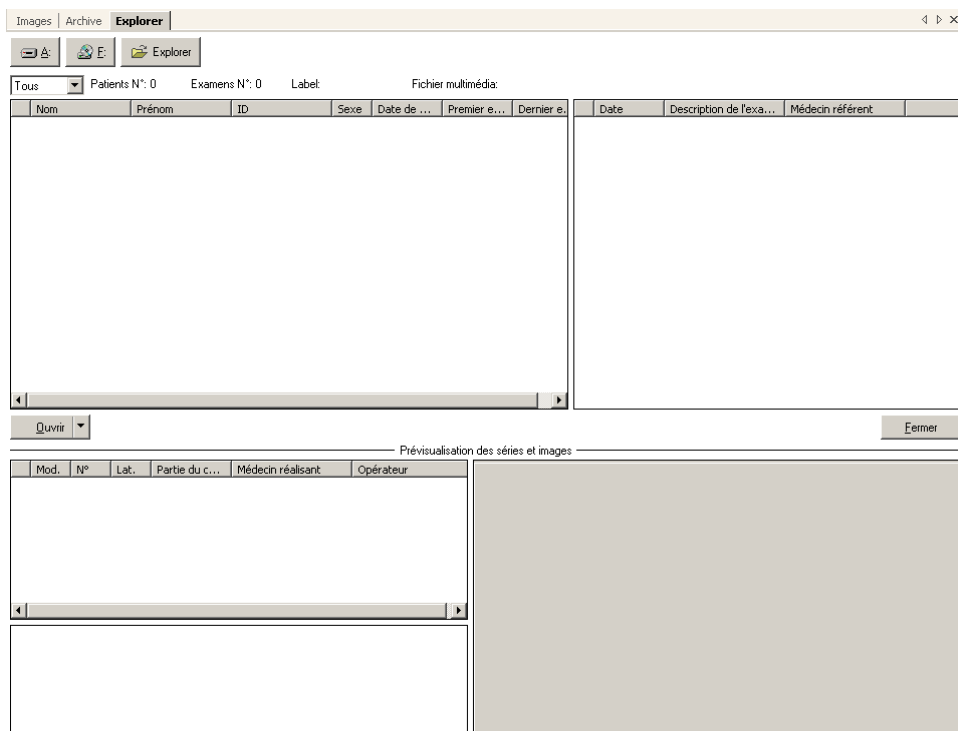 Images Archive Explorer
A: F: Explorer
Tous Patients N°: 0 Examens N°: 0 Label: Fichier multimédia:
Nom Prénom ID Sexe Date de ... Premier e... Dernier e. Date Description de l'exa... Médecin référent
Ouvrir Fermer
Prévisualisation des séries et images
Mod. N° Lat. Partie du c... Médecin réalisant Opérateur